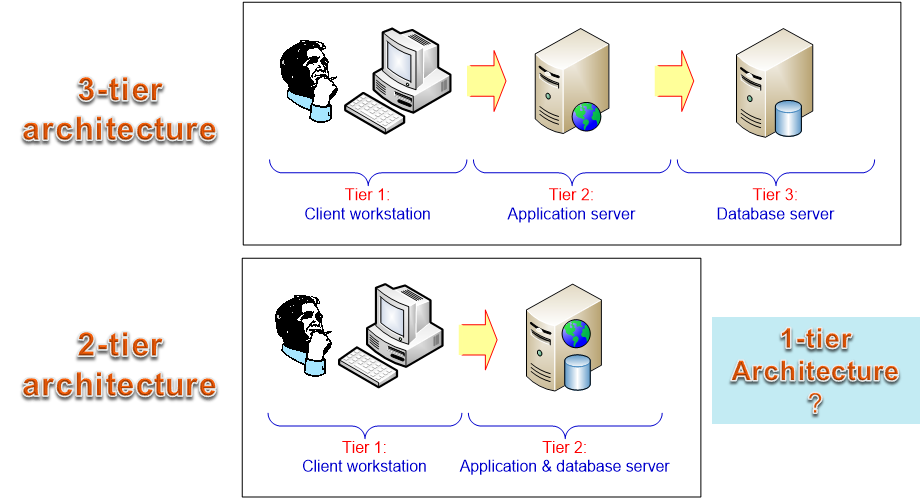 3-tier
architecture
Tier 1:
Client workstation
Tier 2:
Application server
Tier 3:
Database server
2-tier
architecture
Tier 1:
Client workstation
Tier 2:
Application & database server
1-tier
Architecture
?